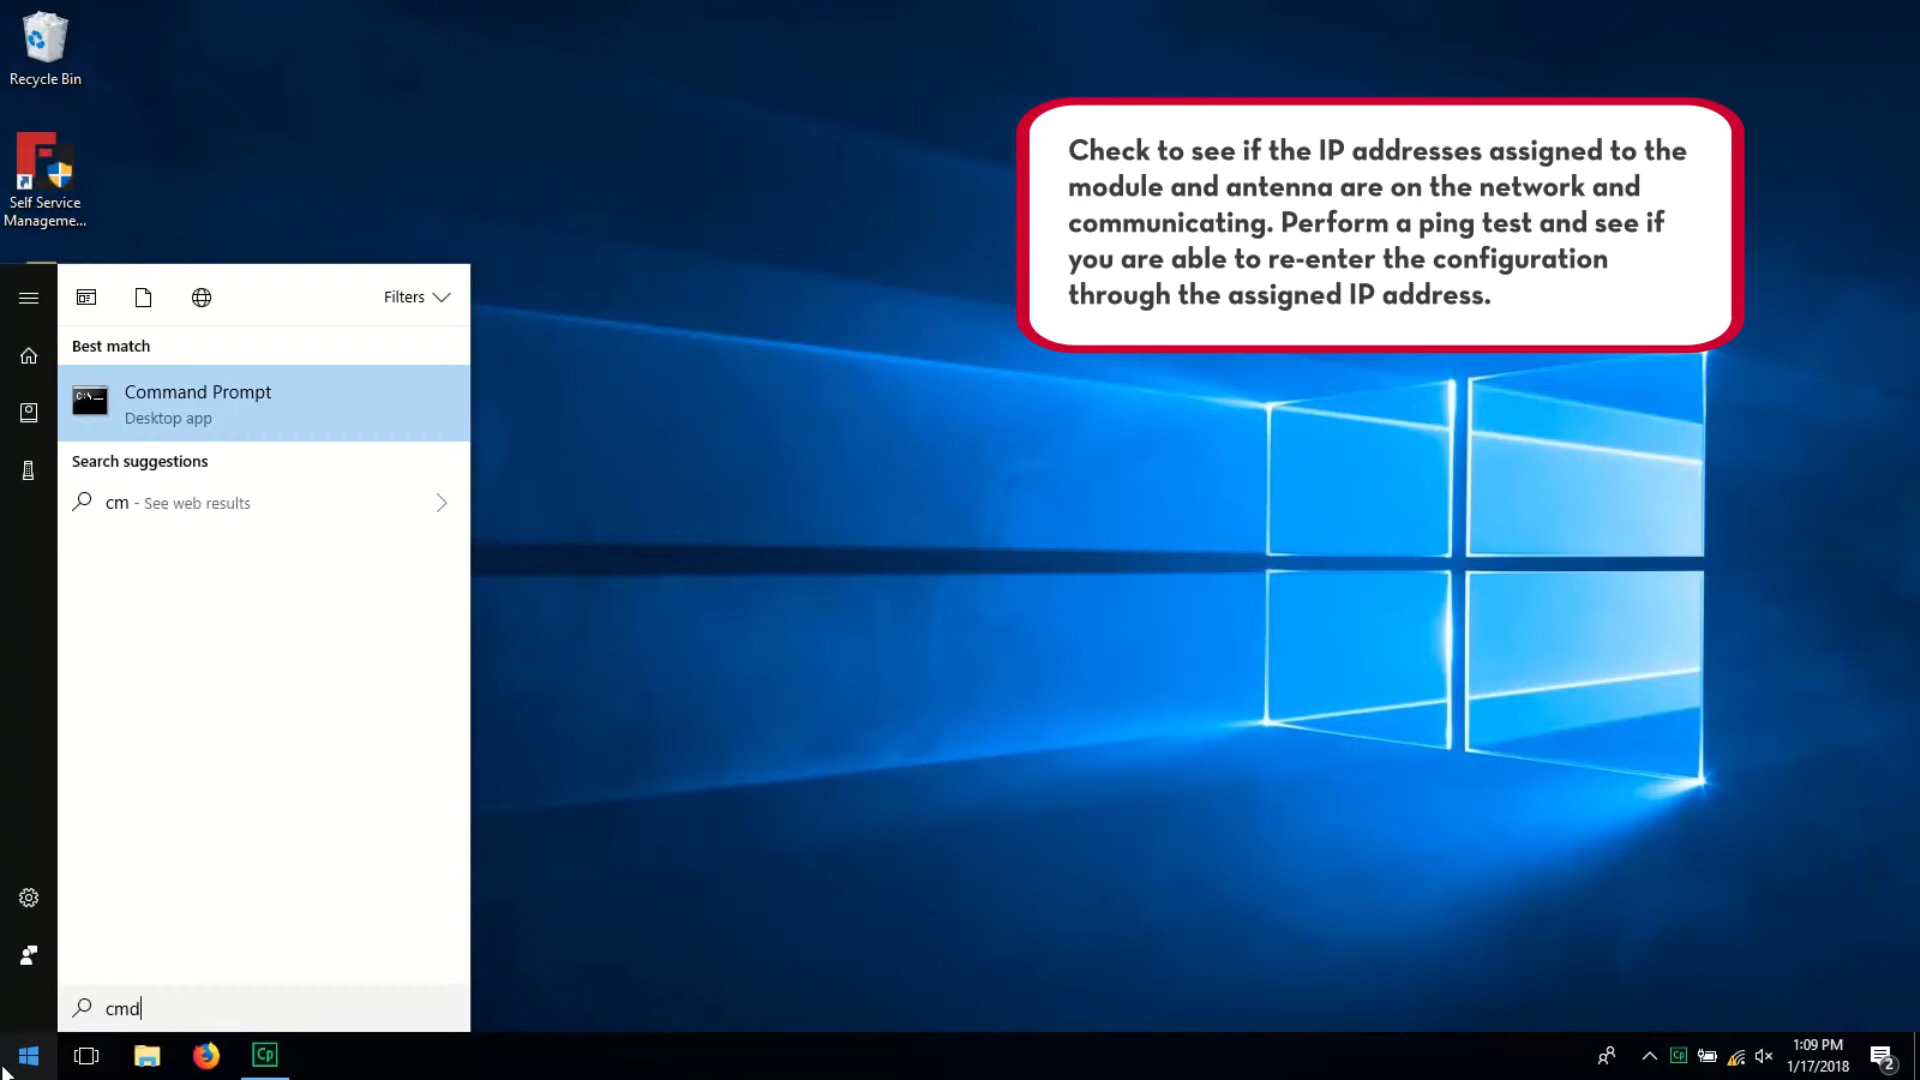 Recycle Bin
Self Service
Manageme...
Check to see if the IP addresses assigned to the
module and antenna are on the network and
communicating. Perform a ping test and see if
you are able to re-enter the configuration
through the assigned IP address.
Filters
Best match
C:\_
Command Prompt
Desktop app
Search suggestions
cm - See web results
cmd
Cp
Cp
1:09 PM
1/17/2018
2